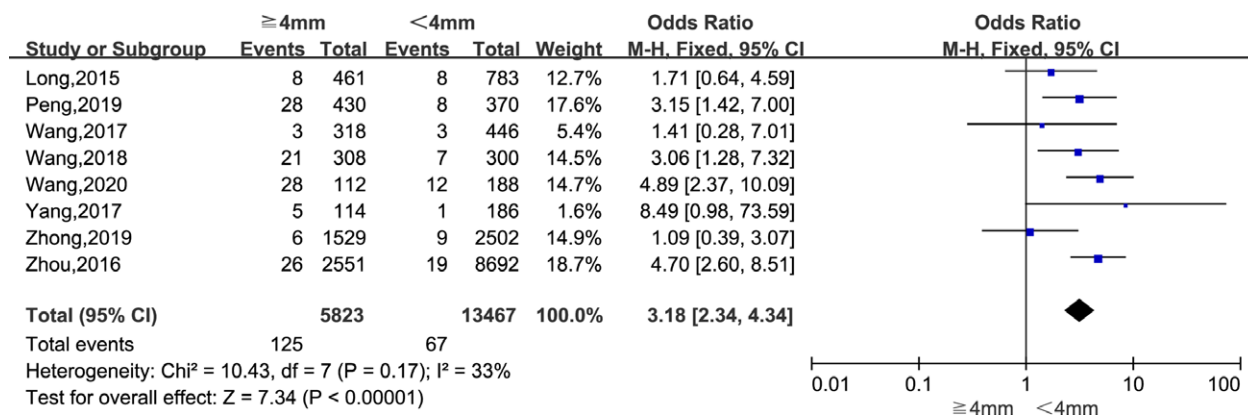 ≧4mm <4mm Odds Ratio Odds Ratio
Study or Subgroup Events Total Events Total Weight M-H, Fixed, 95% CI M-H, Fixed, 95% CI
Long,2015 8 461 8 783 12.7% 1.71 [0.64, 4.59]
Peng,2019 28 430 8 370 17.6% 3.15 [1.42, 7.00]
Wang,2017 3 318 3 446 5.4% 1.41 [0.28, 7.01]
Wang,2018 21 308 7 300 14.5% 3.06 [1.28, 7.32]
Wang,2020 28 112 12 188 14.7% 4.89 [2.37, 10.09]
Yang,2017 5 114 1 186 1.6% 8.49 [0.98, 73.59]
Zhong,2019 6 1529 9 2502 14.9% 1.09 [0.39, 3.07]
Zhou,2016 26 2551 19 8692 18.7% 4.70 [2.60, 8.51]
Total (95% CI) 5823 13467 100.0% 3.18 [2.34, 4.34]
Total events 125 67
Heterogeneity: Chi² = 10.43, df = 7 (P = 0.17); I² = 33%
Test for overall effect: Z = 7.34 (P < 0.00001)
0.01 0.1 1 10 100
≧4mm <4mm